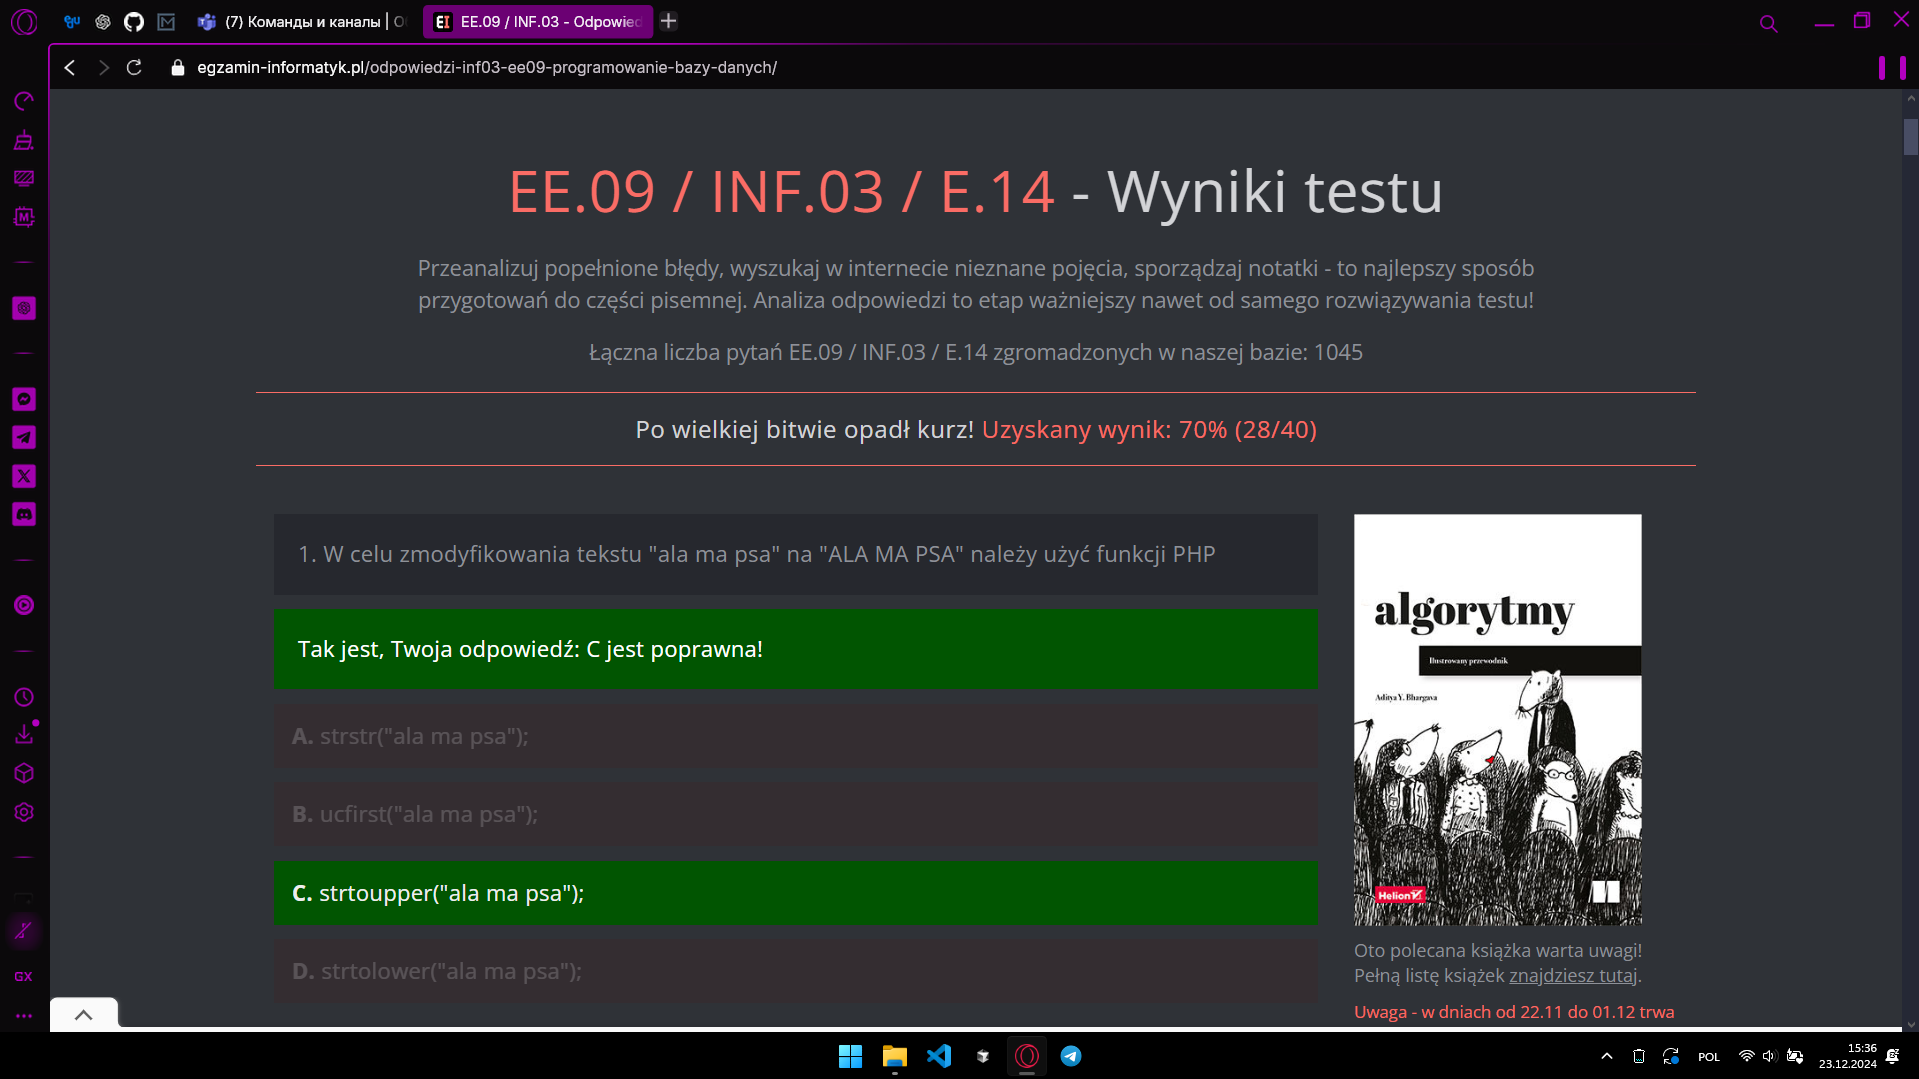 (7) Команды и каналы | О
EE.09 / INF.03 - Odpowied
egzamin-informatyk.pl/odpowiedzi-inf03-ee09-programowanie-bazy-danych/
EE.09 / INF.03 / E.14 - Wyniki testu
Przeanalizuj popełnione błędy, wyszukaj w internecie nieznane pojęcia, sporządzaj notatki - to najlepszy sposób
przygotowań do części pisemnej. Analiza odpowiedzi to etap ważniejszy nawet od samego rozwiązywania testu!
Łączna liczba pytań EE.09 / INF.03 / E.14 zgromadzonych w naszej bazie: 1045
Po wielkiej bitwie opadł kurz! Uzyskany wynik: 70% (28/40)
1. W celu zmodyfikowania tekstu "ala ma psa" na "ALA MA PSA" należy użyć funkcji PHP
Tak jest, Twoja odpowiedź: C jest poprawna!
A. strstr("ala ma psa");
B. ucfirst("ala ma psa");
C. strtoupper("ala ma psa");
D. strtolower("ala ma psa");
algorytmy
Ilustrowany przewodnik
Aditya Y. Bhargava
Helion
Oto polecana książka warta uwagi!
Pełną listę książek znajdziesz tutaj.
Uwaga - w dniach od 22.11 do 01.12 trwa
GX
POL
15:36
23.12.2024